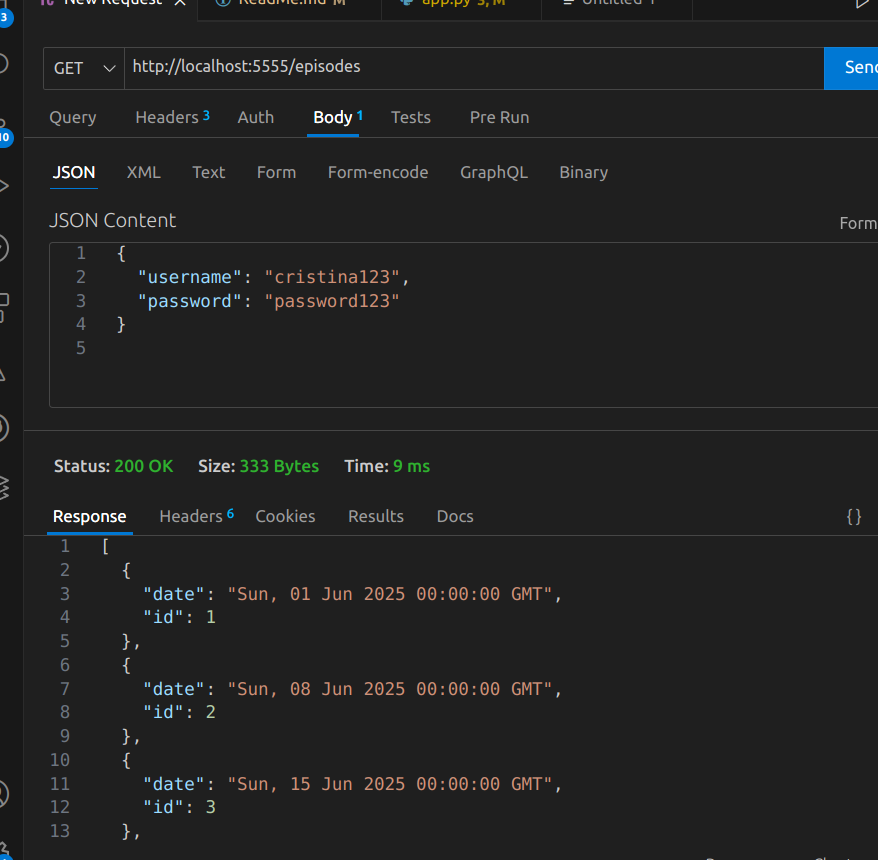 3
New Request
ReadMe.md M
app.py 3, M
Untitled-1
GET http://localhost:5555/episodes Send
Query Headers 3 Auth Body 1 Tests Pre Run
10
JSON XML Text Form Form-encode GraphQL Binary
JSON Content
Form
1 {
2 "username": "cristina123",
3 "password": "password123"
4 }
5
Status: 200 OK Size: 333 Bytes Time: 9 ms
Response Headers 6 Cookies Results Docs {}
1 [
2 {
3 "date": "Sun, 01 Jun 2025 00:00:00 GMT",
4 "id": 1
5 },
6 {
7 "date": "Sun, 08 Jun 2025 00:00:00 GMT",
8 "id": 2
9 },
10 {
11 "date": "Sun, 15 Jun 2025 00:00:00 GMT",
12 "id": 3
13 },